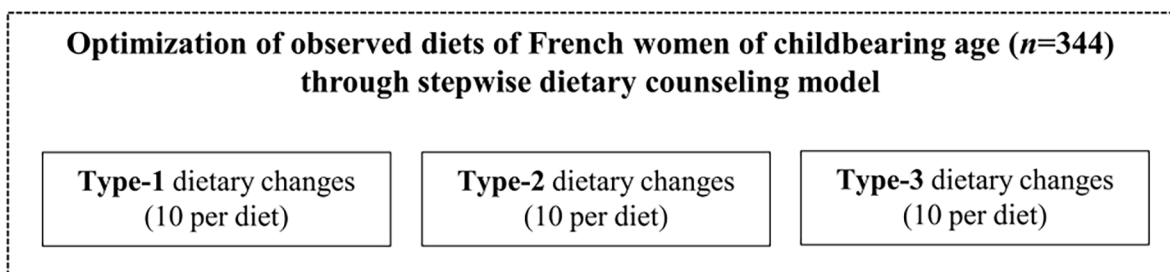 Optimization of observed diets of French women of childbearing age (n=344)
through stepwise dietary counseling model
Type-1 dietary changes
(10 per diet)
Type-2 dietary changes
(10 per diet)
Type-3 dietary changes
(10 per diet)